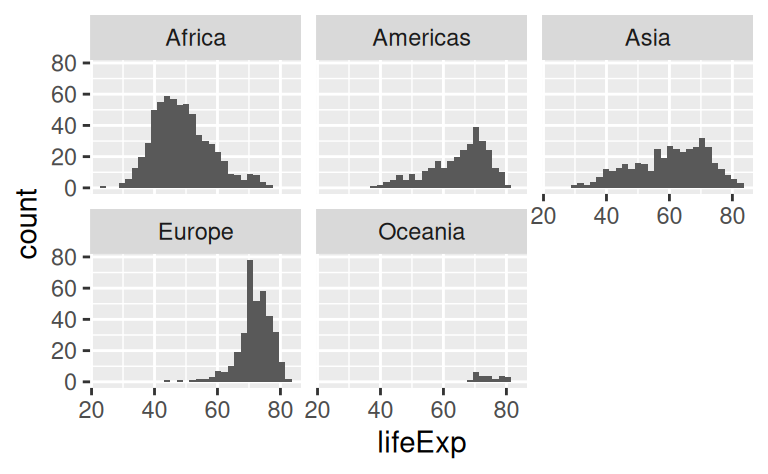 Africa
Americas
Asia
80
60
40
20
0
20 40 60 80
Europe
Oceania
80
60
40
20
0
20 40 60 80
20 40 60 80
count
lifeExp